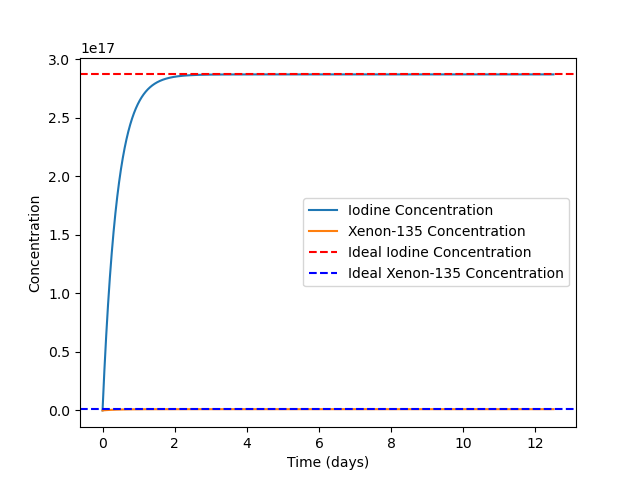 1e17
3.0
2.5
2.0
1.5
1.0
0.5
0.0
Concentration
Iodine Concentration
Xenon-135 Concentration
Ideal Iodine Concentration
Ideal Xenon-135 Concentration
0 2 4 6 8 10 12
Time (days)